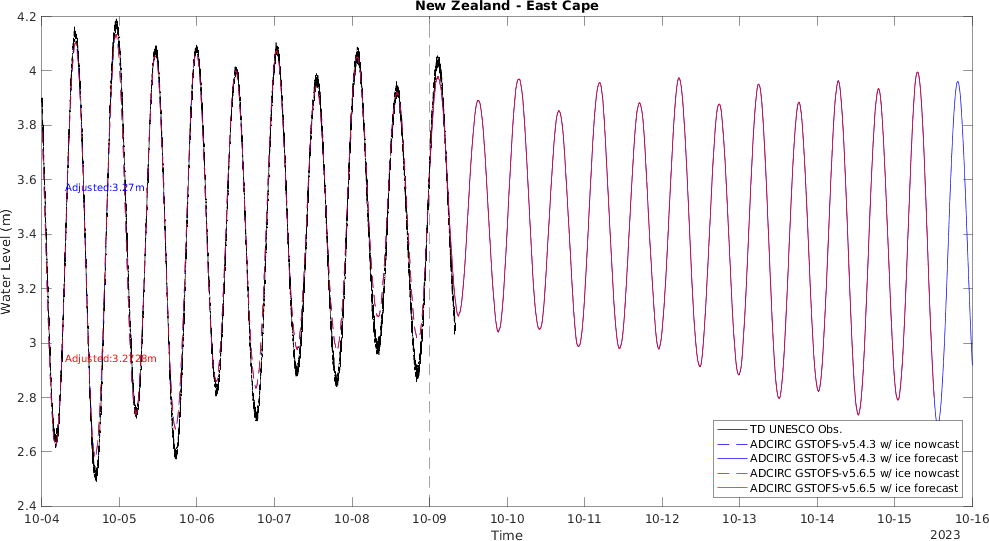 New Zealand - East Cape
4.2
4
3.8
3.6
3.4
3.2
3
2.8
2.6
2.4
Water Level (m)
Adjusted:3.27m
Adjusted:3.2728m
TD UNESCO Obs.
ADCIRC GSTOFS-v5.4.3 w/ ice nowcast
ADCIRC GSTOFS-v5.4.3 w/ ice forecast
ADCIRC GSTOFS-v5.6.5 w/ ice nowcast
ADCIRC GSTOFS-v5.6.5 w/ ice forecast
10-04 10-05 10-06 10-07 10-08 10-09 10-10 10-11 10-12 10-13 10-14 10-15 10-16
Time
2023